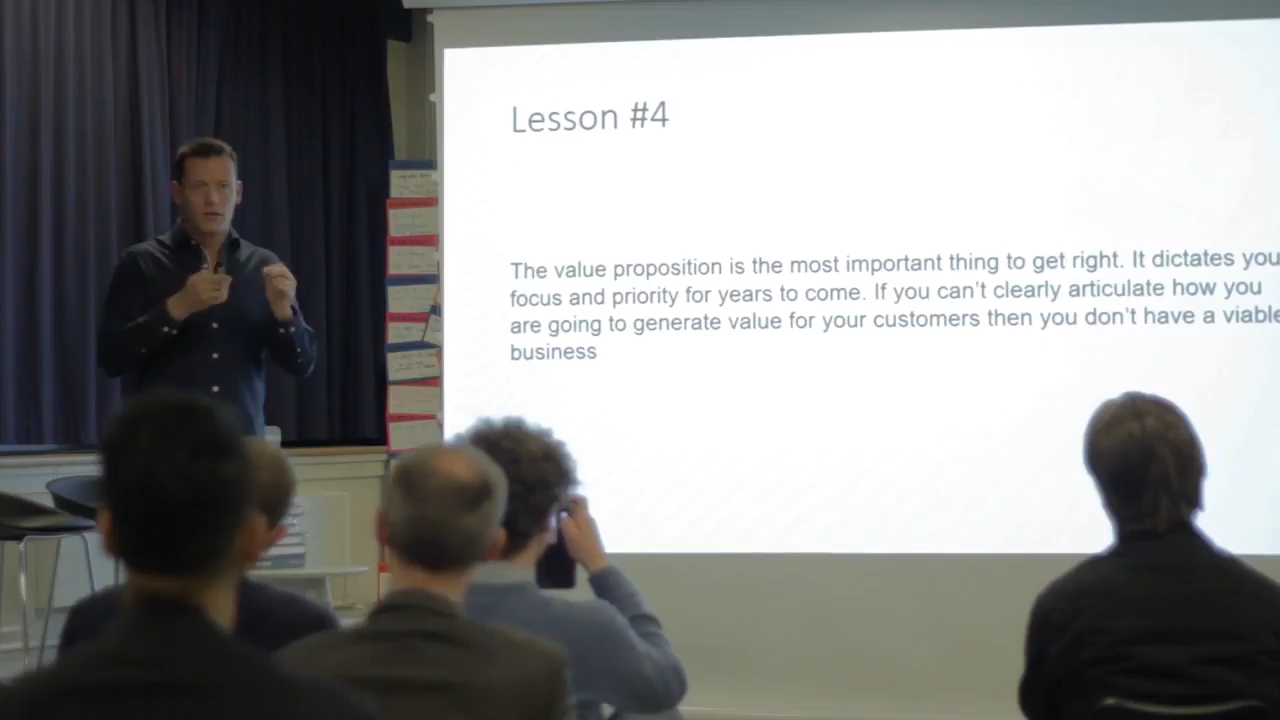 Lesson #4
The value proposition is the most important thing to get right. It dictates you
focus and priority for years to come. If you can't clearly articulate how you
are going to generate value for your customers then you don't have a viable
business